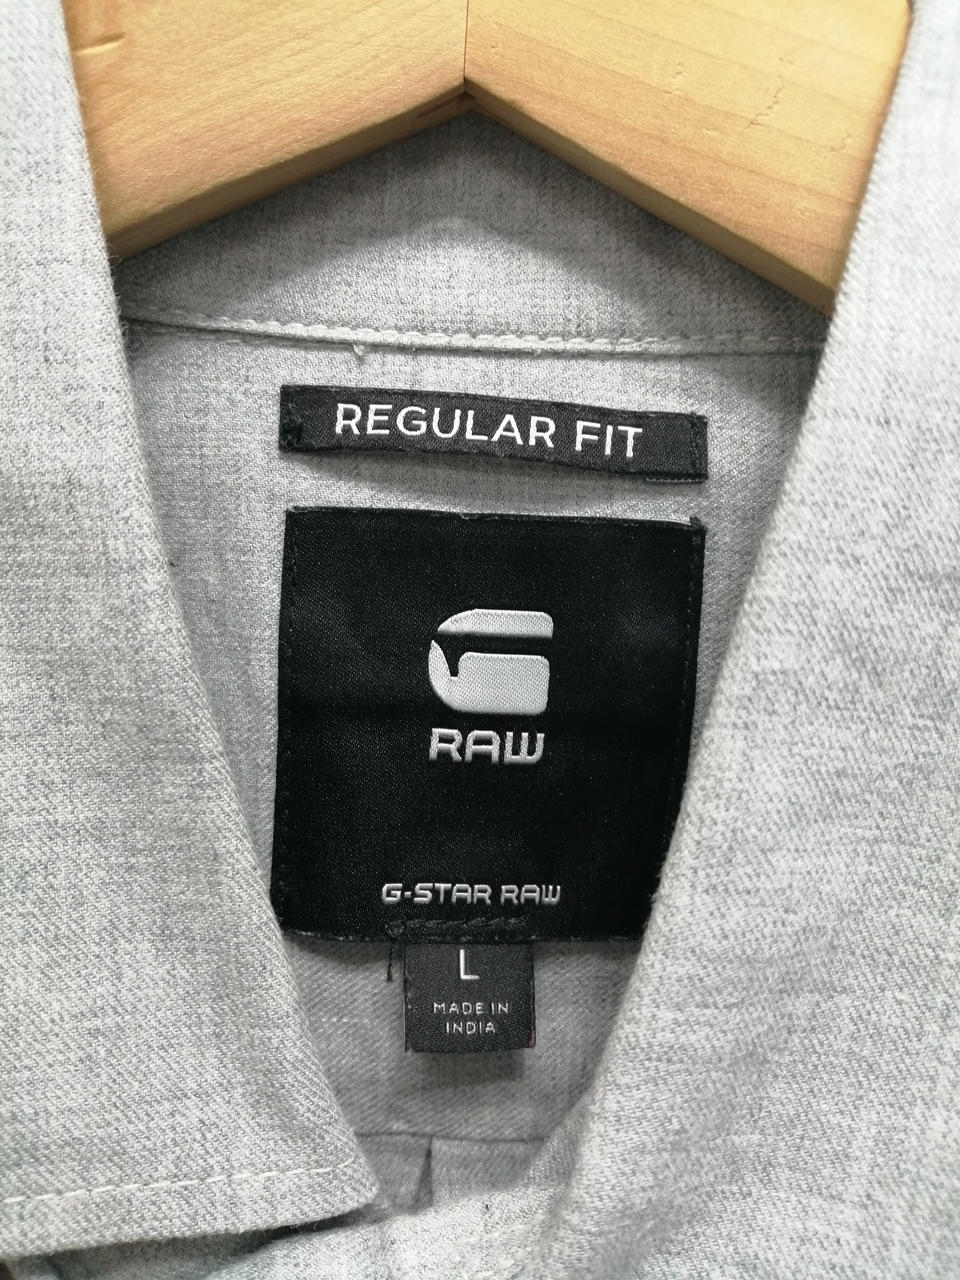 REGULAR FIT
RAW
G-STAR RAW
L
MADE IN
INDIA